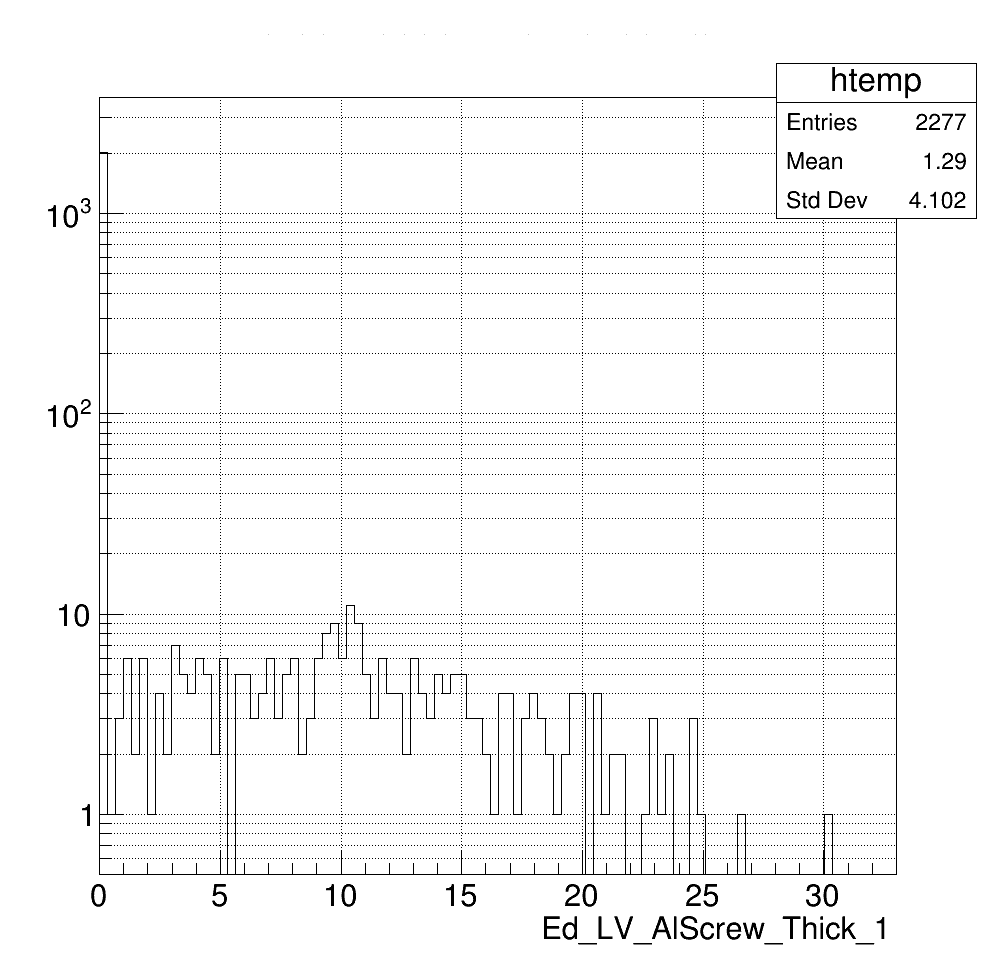 htemp
Entries 2277
Mean 1.29
Std Dev 4.102
10³
10²
10
1
0 5 10 15 20 25 30
Ed_LV_AlScrew_Thick_1